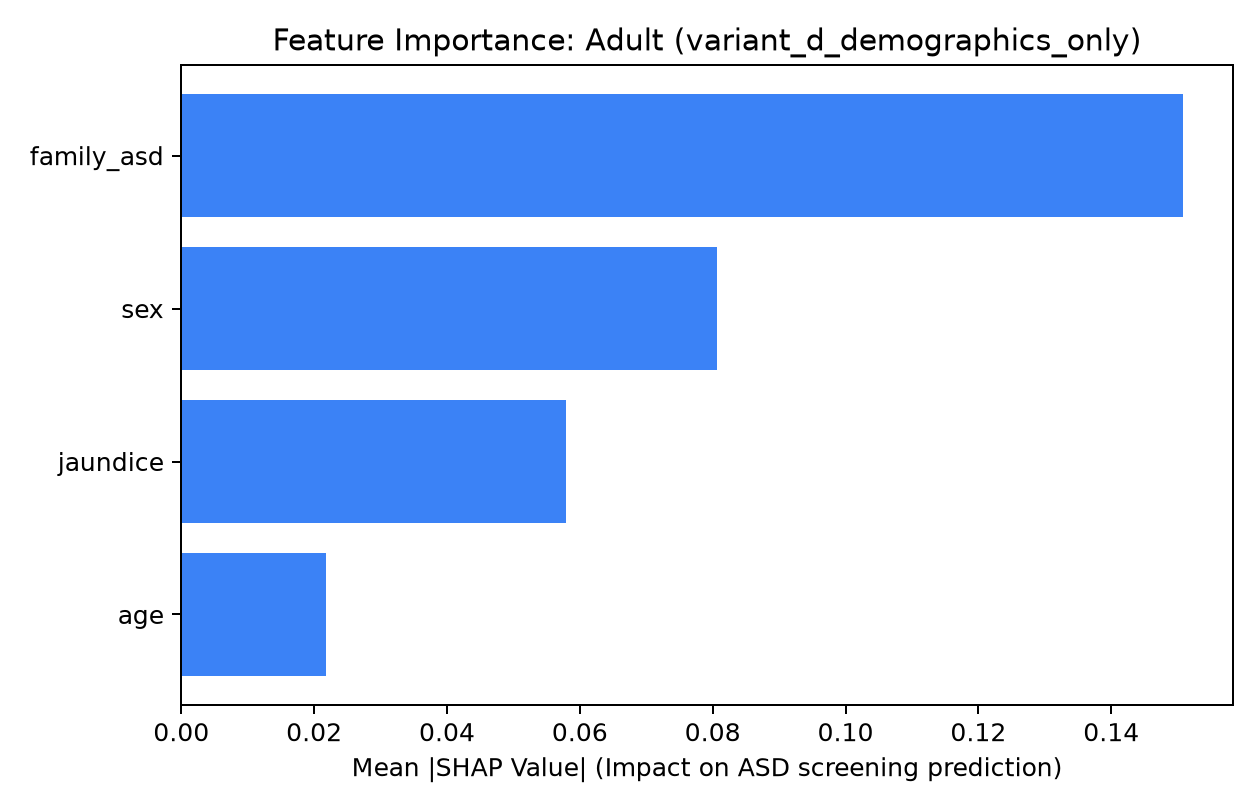 Feature Importance: Adult (variant_d_demographics_only)
family_asd
sex
jaundice
age
0.00 0.02 0.04 0.06 0.08 0.10 0.12 0.14
Mean |SHAP Value| (Impact on ASD screening prediction)